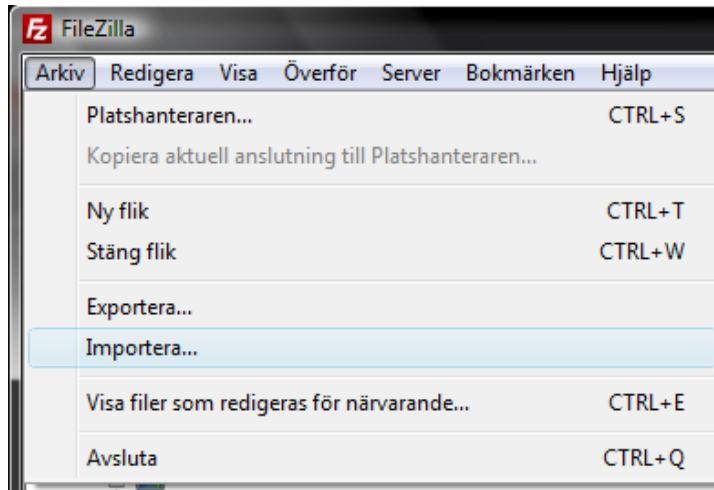 Fz FileZilla
Arkiv Redigera Visa Överför Server Bokmärken Hjälp
Platshanteraren... CTRL+S
Kopiera aktuell anslutning till Platshanteraren...
Ny flik CTRL+T
Stäng flik CTRL+W
Exportera...
Importera...
Visa filer som redigeras för närvarande... CTRL+E
Avsluta CTRL+Q